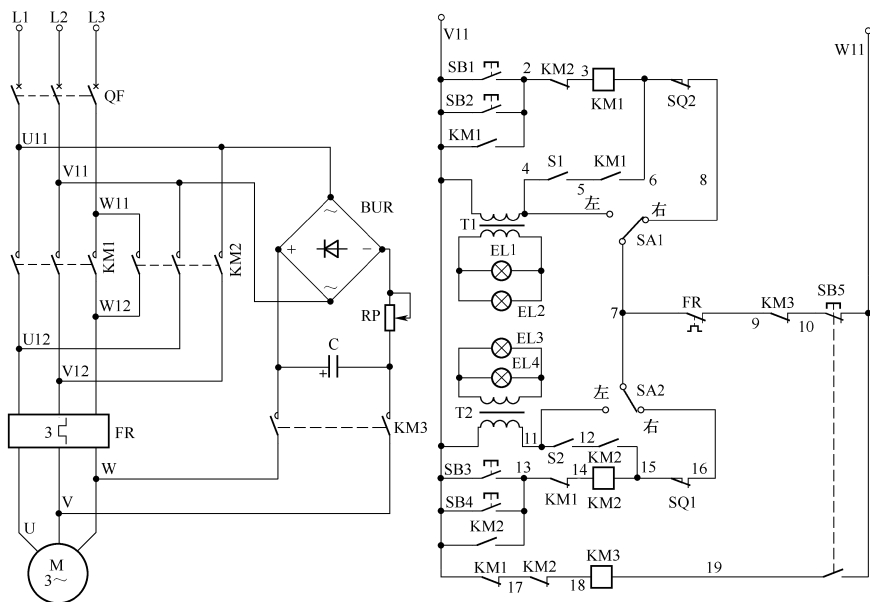 L1 L2 L3
V11
W11
QF
U11
V11
W11
BUR
KM1
KM2
W12
U12
V12
RP
C
+
+
−
3
FR
KM3
W
V
U
M
3～
SB1
2
KM2
3
KM1
SQ2
SB2
KM1
4
S1
5
KM1
6
8
左
右
T1
SA1
EL1
EL2
7
FR
9
KM3
10
SB5
EL3
EL4
SA2
左
右
T2
11
S2
12
KM2
15
16
SB3
13
KM1
14
KM2
SQ1
SB4
KM2
KM1
17
KM2
18
KM3
19